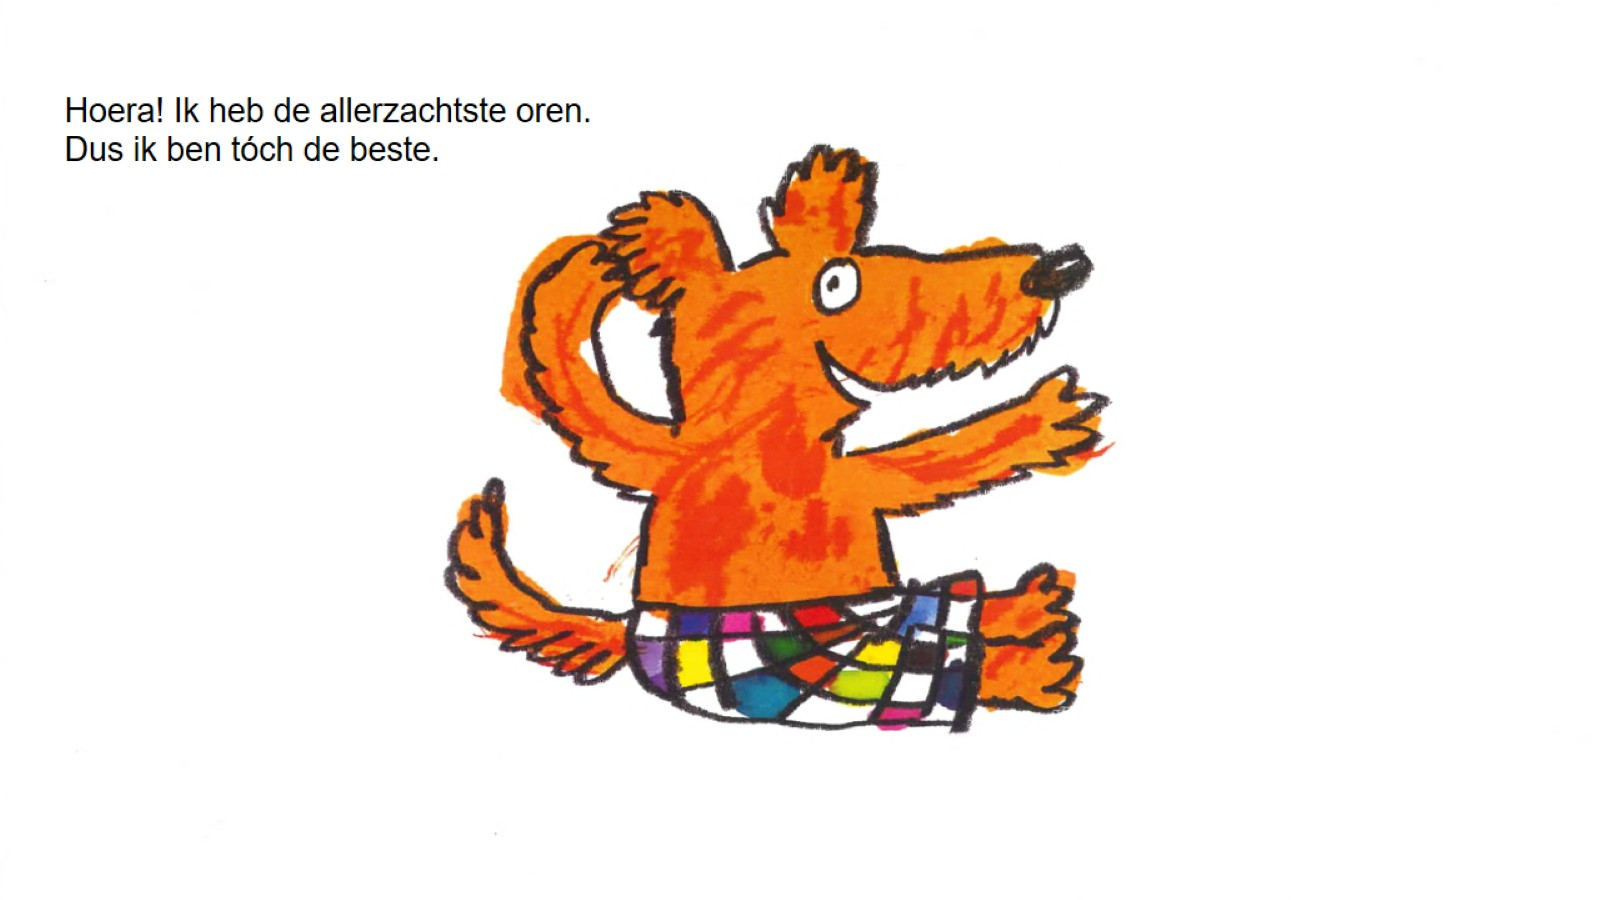 Hoera! Ik heb de allerzachtste oren.
Dus ik ben tóch de beste.